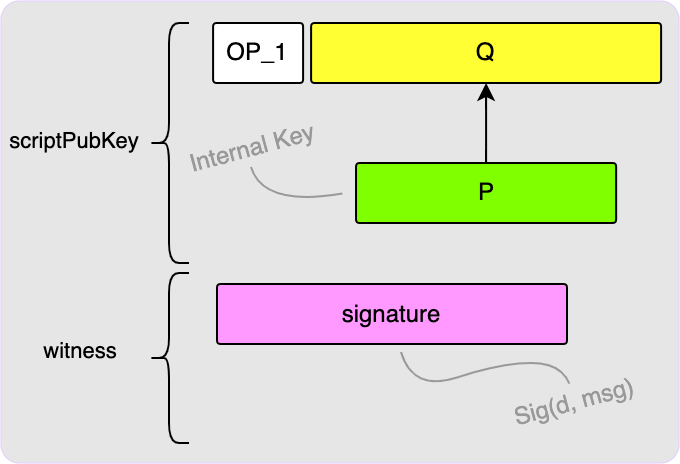 OP_1
Q
scriptPubKey
Internal Key
P
signature
witness
Sig(d, msg)